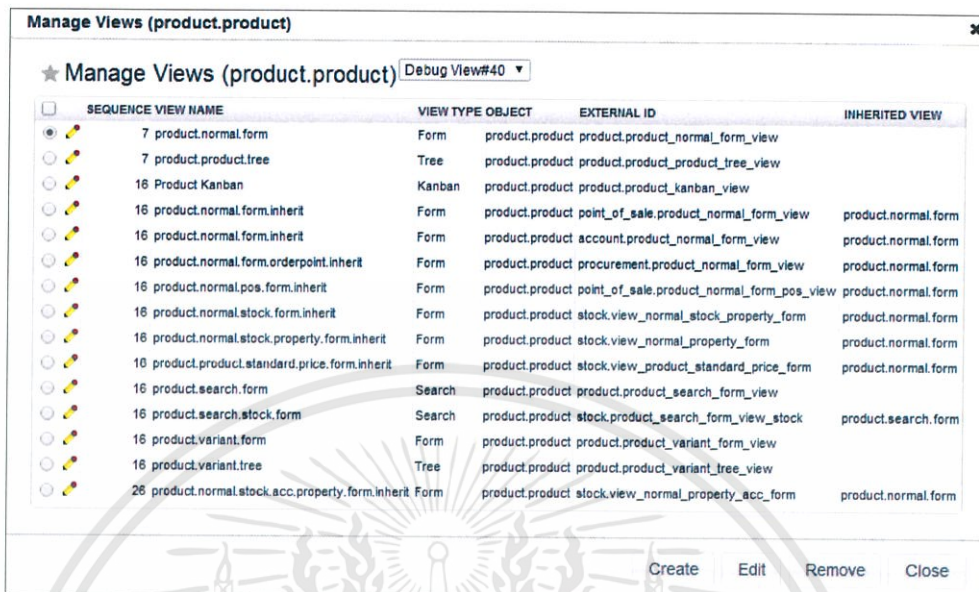 Manage Views (product.product)
Manage Views (product.product) Debug View#40
SEQUENCE VIEW NAME VIEW TYPE OBJECT EXTERNAL ID INHERITED VIEW
7 product.normal.form Form product.product product.product_normal_form_view
7 product.product.tree Tree product.product product.product_product_tree_view
16 Product Kanban Kanban product.product product.product_kanban_view
16 product.normal.form.inherit Form product.product point_of_sale.product_normal_form_view product.normal.form
16 product.normal.form.inherit Form product.product account.product_normal_form_view product.normal.form
16 product.normal.form.orderpoint.inherit Form product.product procurement.product_normal_form_view product.normal.form
16 product.normal.pos.form.inherit Form product.product point_of_sale.product_normal_form_pos_view product.normal.form
16 product.normal.stock.form.inherit Form product.product stock.view_normal_stock_property_form product.normal.form
16 product.normal.stock.property.form.inherit Form product.product stock.view_normal_property_form product.normal.form
16 product.product.standard.price.form.inherit Form product.product stock.view_product_standard_price_form product.normal.form
16 product.search.form Search product.product product.product_search_form_view
16 product.search.stock.form Search product.product stock.product_search_form_view_stock product.search.form
16 product.variant.form Form product.product product.product_variant_form_view
16 product.variant.tree Tree product.product product.product_variant_tree_view
26 product.normal.stock.acc.property.form.inherit Form product.product stock.view_normal_property_acc_form product.normal.form
Create Edit Remove Close